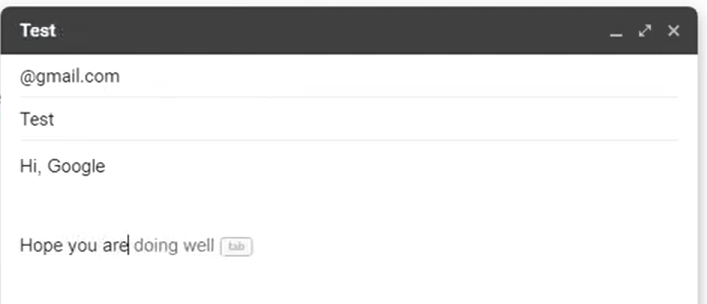 Test
@gmail.com
Test
Hi, Google
Hope you are doing well tab